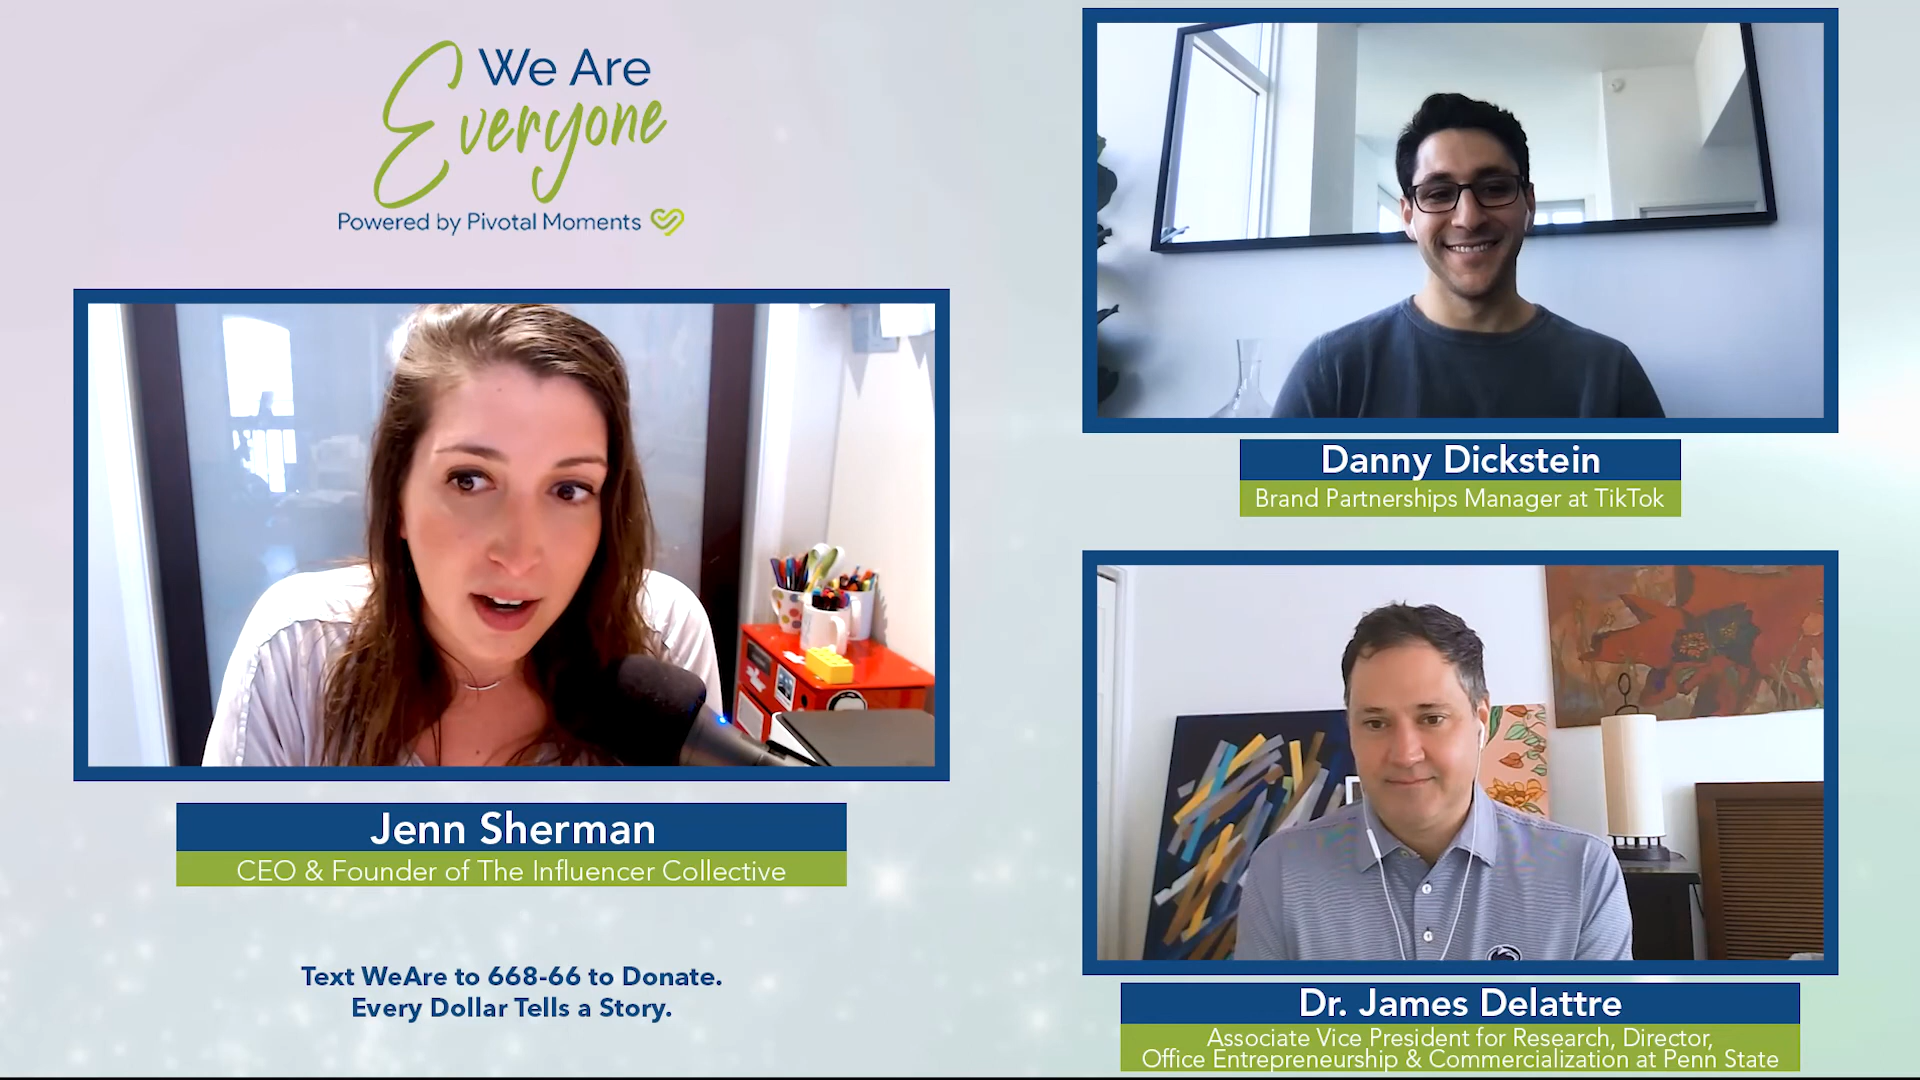 We Are
Everyone
Powered by Pivotal Moments
Jenn Sherman
CEO & Founder of The Influencer Collective
Text WeAre to 668-66 to Donate.
Every Dollar Tells a Story.
Danny Dickstein
Brand Partnerships Manager at TikTok
Dr. James Delattre
Associate Vice President for Research, Director,
Office Entrepreneurship & Commercialization at Penn State